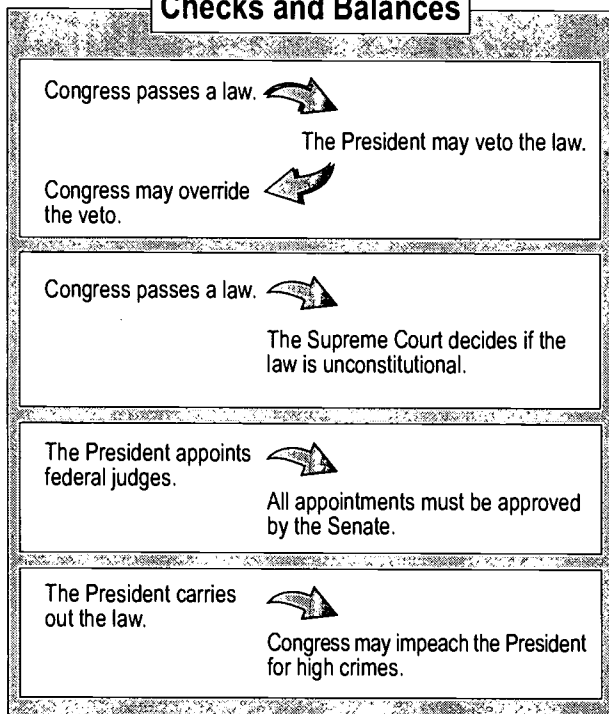 Checks and Balances
Congress passes a law.
The President may veto the law.
Congress may override
the veto.
Congress passes a law.
The Supreme Court decides if the
law is unconstitutional.
The President appoints
federal judges.
All appointments must be approved
by the Senate.
The President carries
out the law.
Congress may impeach the President
for high crimes.